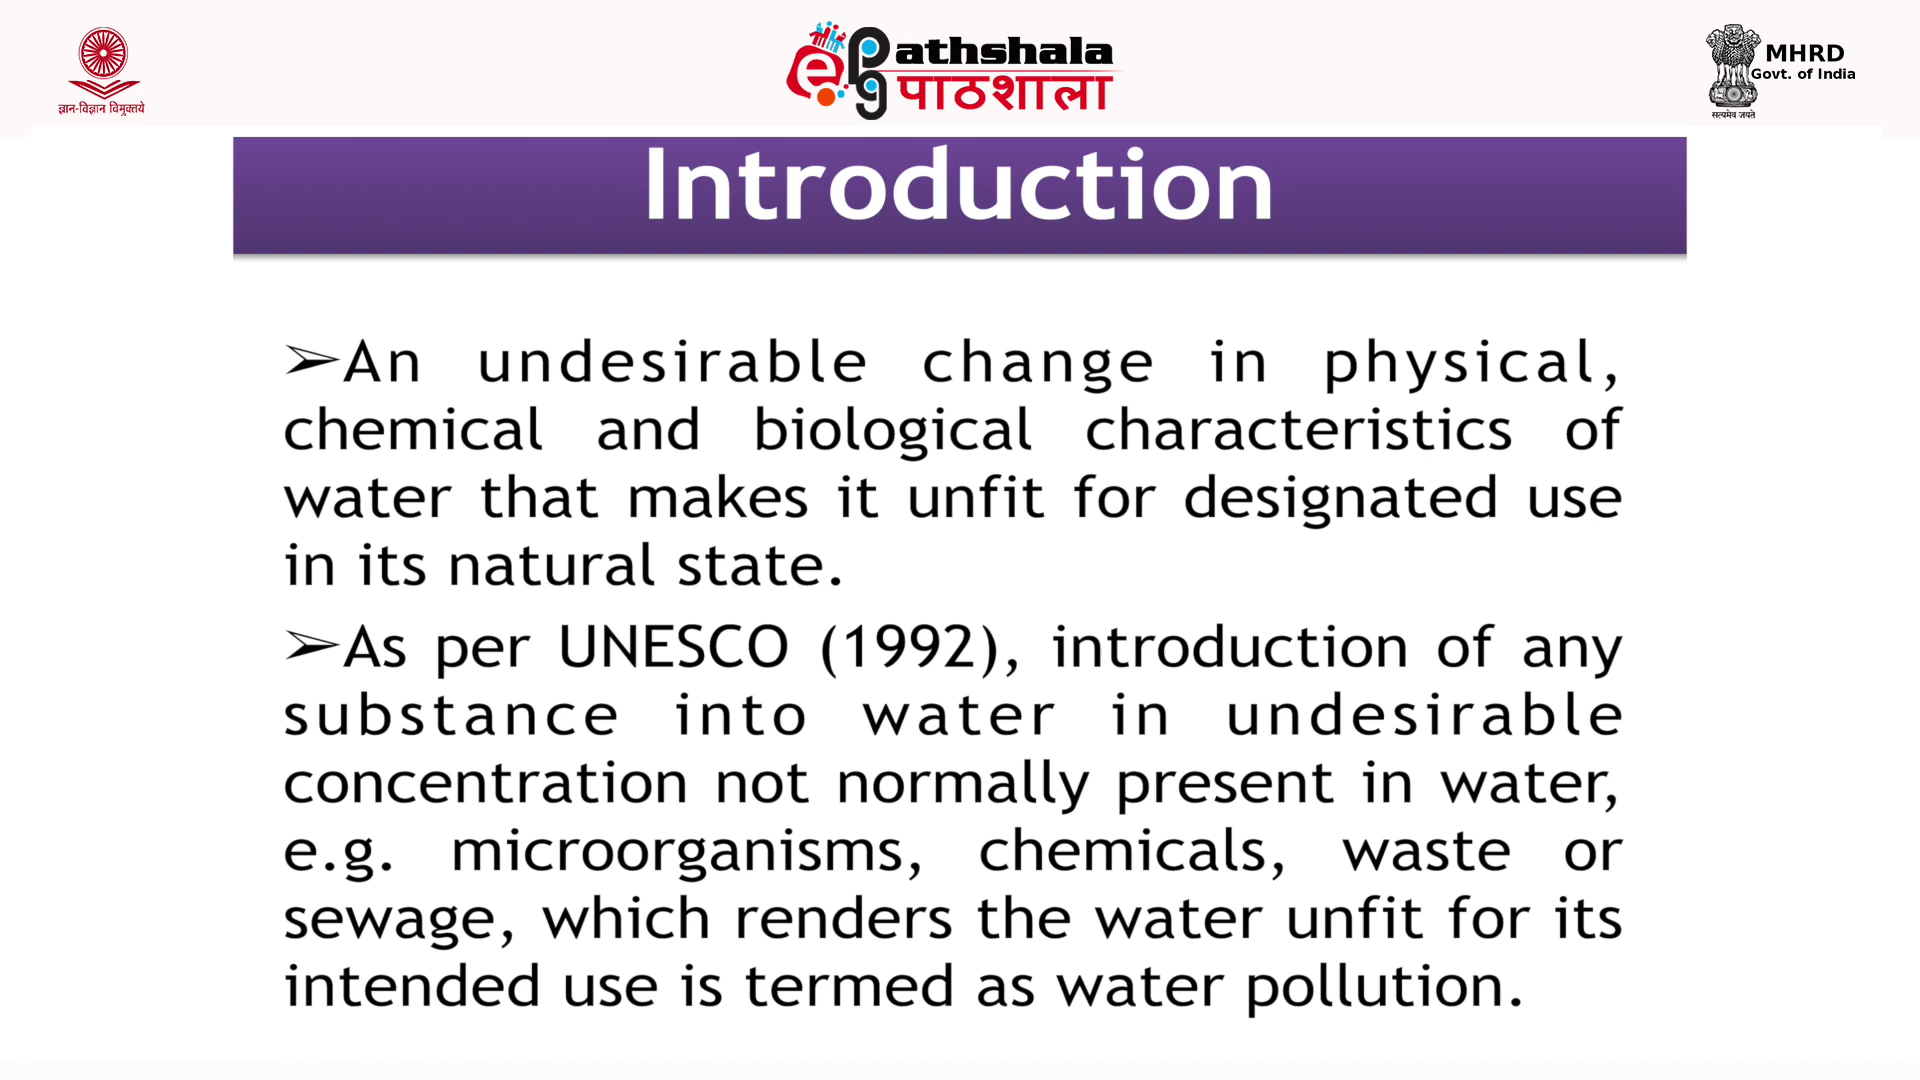 ज्ञान-विज्ञान विमुक्तये
ePathshala
पाठशाला
MHRD
Govt. of India
सत्यमेव जयते
Introduction
➢An undesirable change in physical,
chemical and biological characteristics of
water that makes it unfit for designated use
in its natural state.
➢As per UNESCO (1992), introduction of any
substance into water in undesirable
concentration not normally present in water,
e.g. microorganisms, chemicals, waste or
sewage, which renders the water unfit for its
intended use is termed as water pollution.